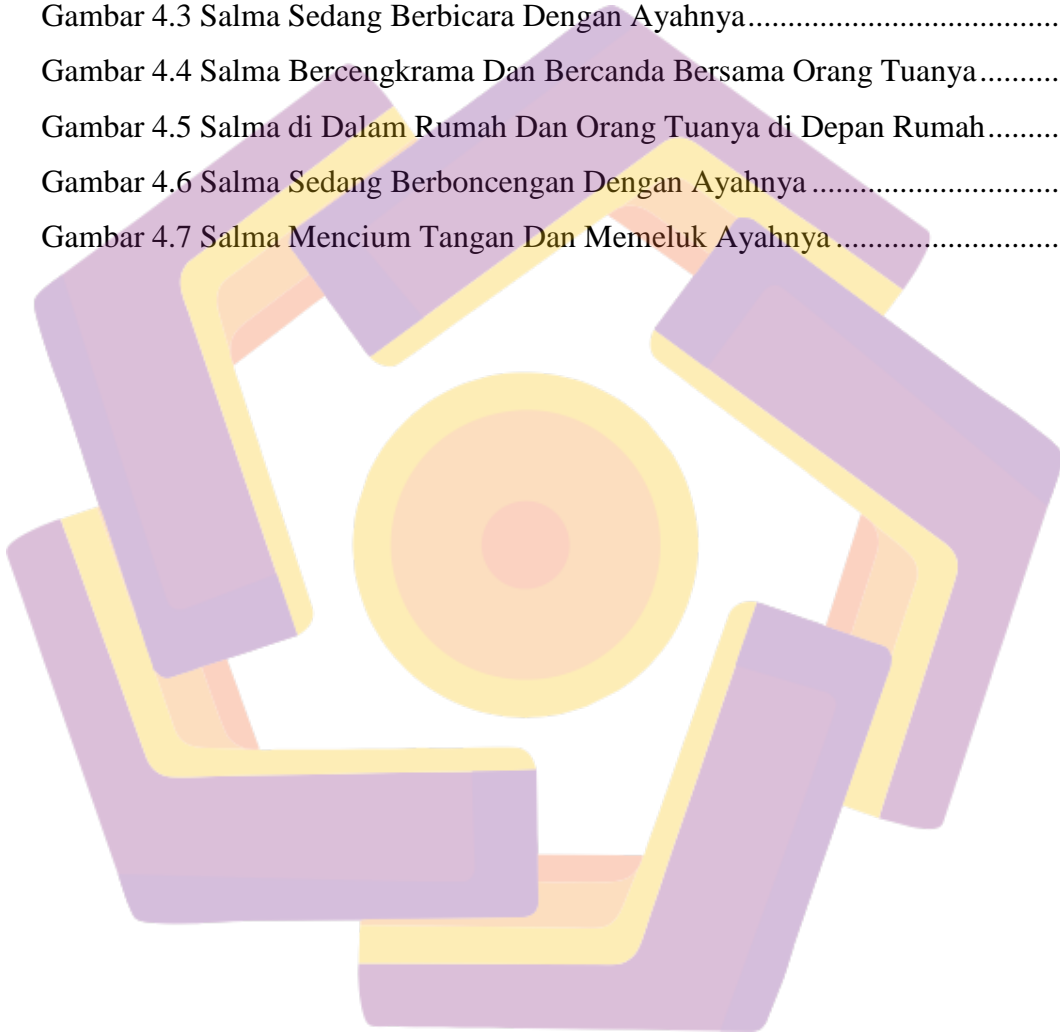 Gambar 4.3 Salma Sedang Berbicara Dengan Ayahnya....................................
Gambar 4.4 Salma Bercengkrama Dan Bercanda Bersama Orang Tuanya..........
Gambar 4.5 Salma di Dalam Rumah Dan Orang Tuanya di Depan Rumah.........
Gambar 4.6 Salma Sedang Berboncengan Dengan Ayahnya............................
Gambar 4.7 Salma Mencium Tangan Dan Memeluk Ayahnya..........................